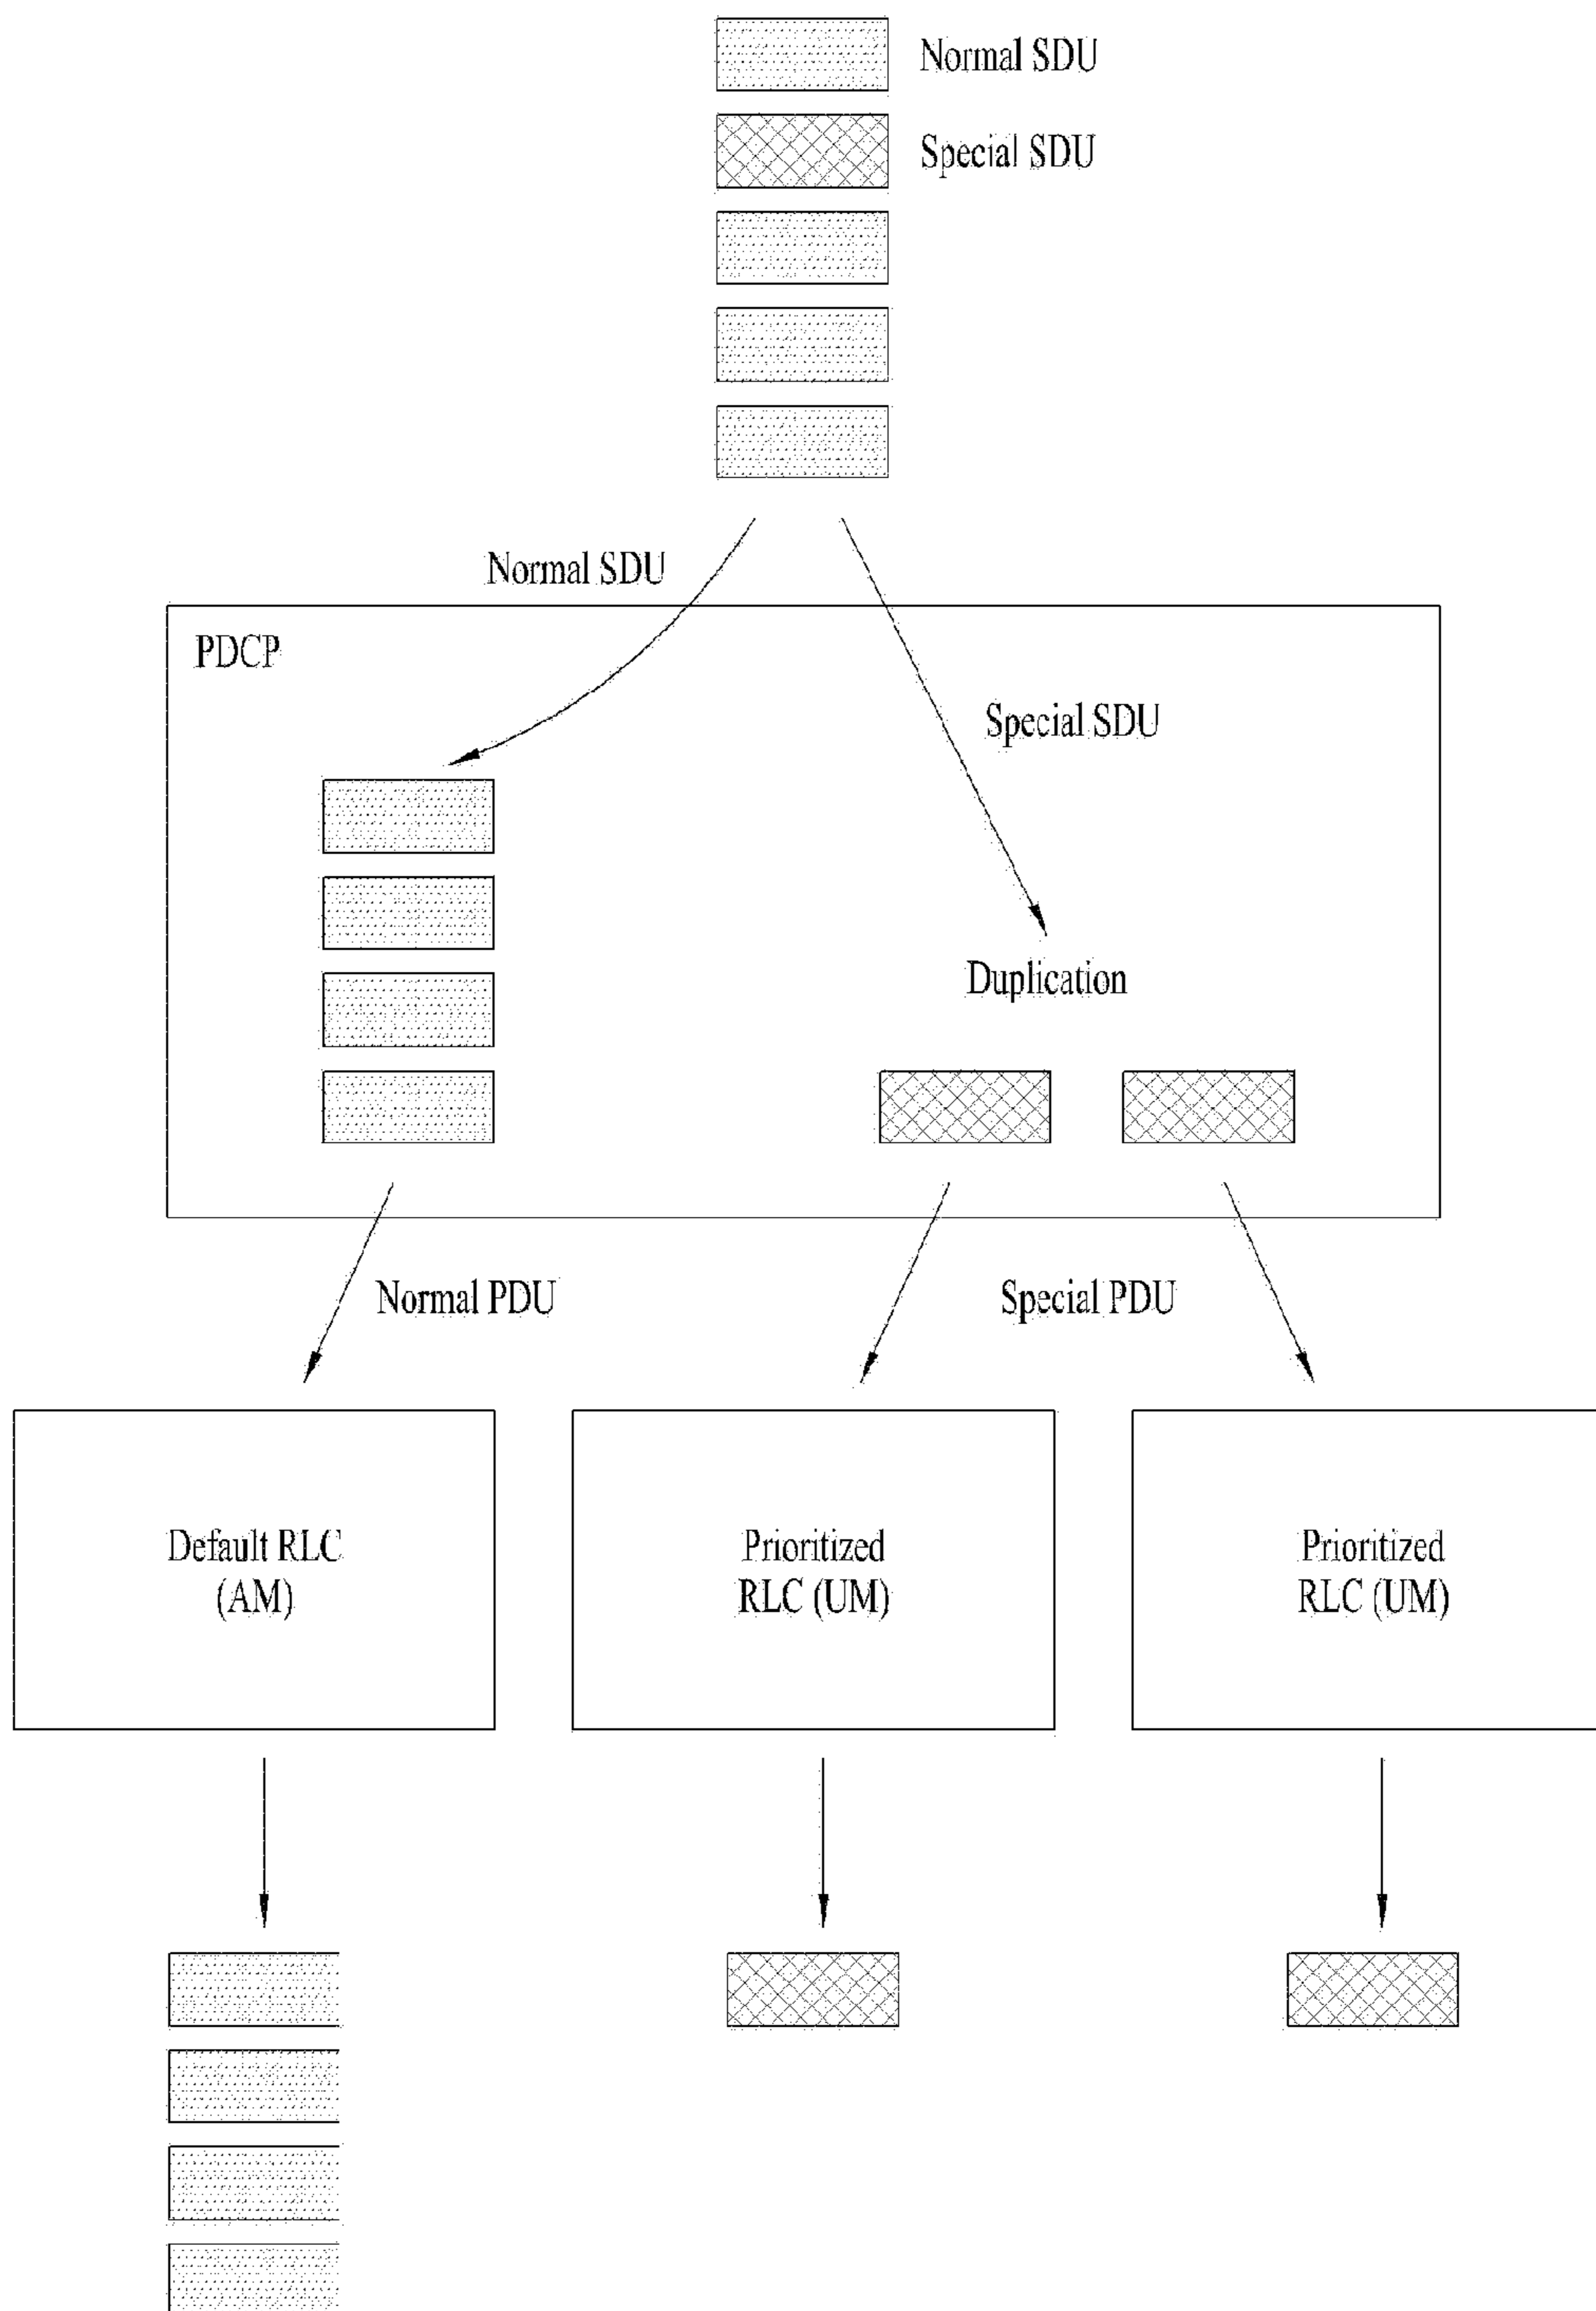 Normal SDU
Special SDU
Normal SDU
PDCP
Special SDU
Duplication
Normal PDU
Special PDU
Default RLC
(AM)
Prioritized
RLC (UM)
Prioritized
RLC (UM)